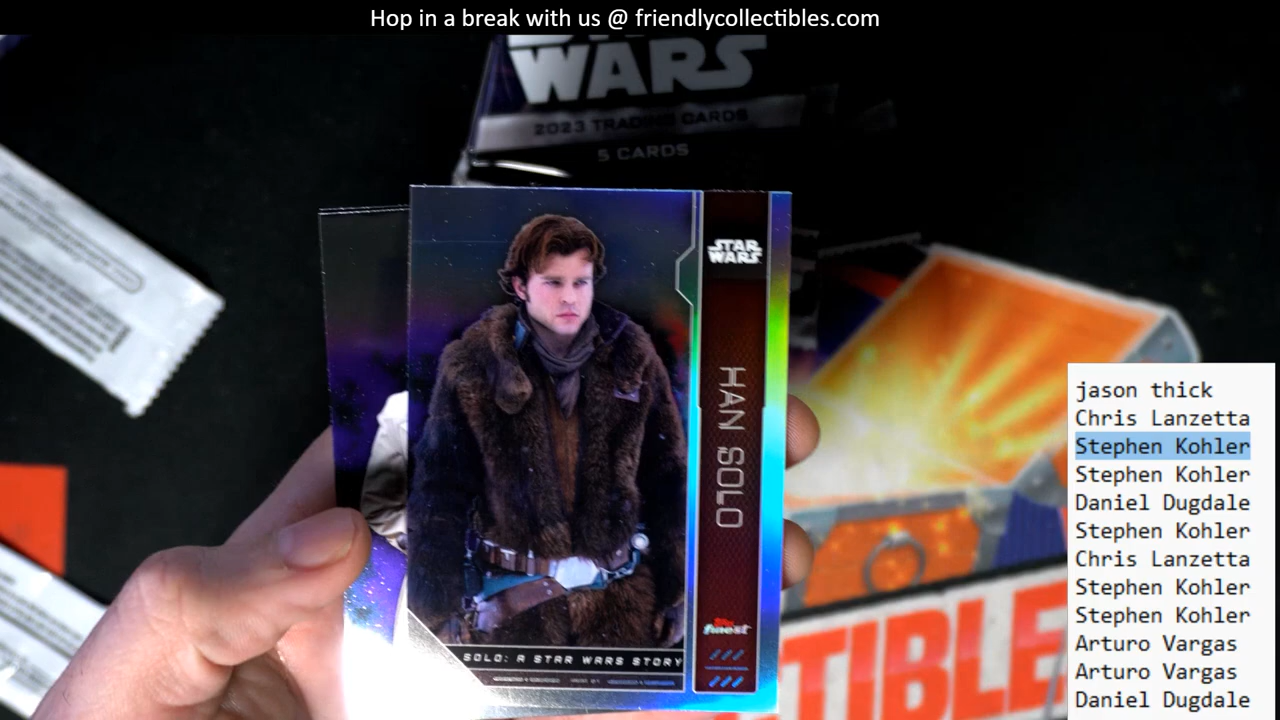 Hop in a break with us @ friendlycollectibles.com
WARS
2023 TRADING CARDS
5 CARDS
STAR
WARS
HAN SOLO
finest
SOLO: A STAR WARS STORY
TIBLE
jason thick
Chris Lanzetta
Stephen Kohler
Stephen Kohler
Daniel Dugdale
Stephen Kohler
Chris Lanzetta
Stephen Kohler
Stephen Kohler
Arturo Vargas
Arturo Vargas
Daniel Dugdale